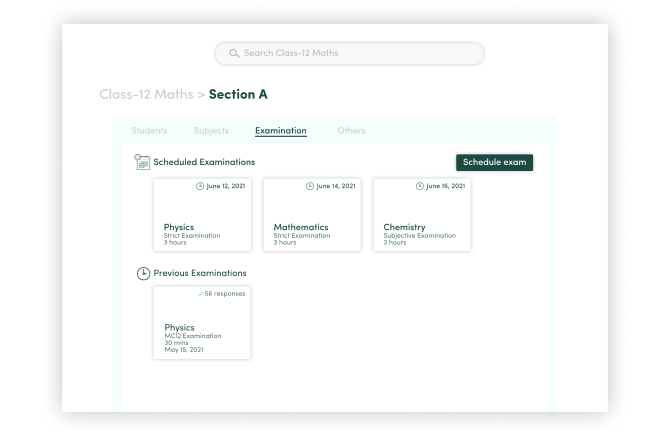 Search Class-12 Maths
Class-12 Maths > Section A
Students Subjects Examination Others
Scheduled Examinations
Schedule exam
June 12, 2021
Physics
Strict Examination
3 hours
June 14, 2021
Mathematics
Strict Examination
3 hours
June 16, 2021
Chemistry
Subjective Examination
3 hours
Previous Examinations
56 responses
Physics
MCQ Examination
30 mins
May 15, 2021